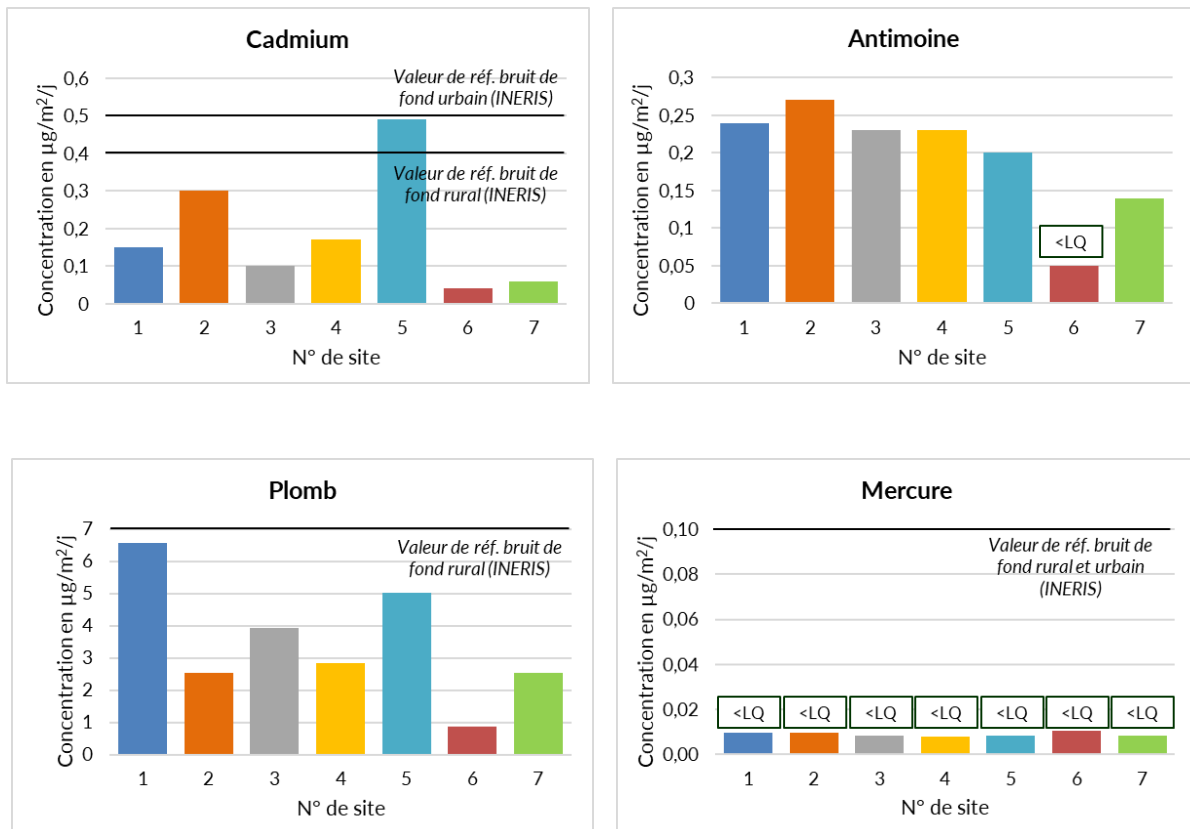 Cadmium
Concentration en µg/m²/j
0,6
0,5
0,4
0,3
0,2
0,1
0
Valeur de réf. bruit de
fond urbain (INERIS)
Valeur de réf. bruit de
fond rural (INERIS)
1 2 3 4 5 6 7
N° de site
Antimoine
Concentration en µg/m²/j
0,3
0,25
0,2
0,15
0,1
0,05
0
<LQ
1 2 3 4 5 6 7
N° de site
Plomb
Concentration en µg/m²/j
7
6
5
4
3
2
1
0
Valeur de réf. bruit de
fond rural (INERIS)
1 2 3 4 5 6 7
N° de site
Mercure
Concentration en µg/m²/j
0,10
0,08
0,06
0,04
0,02
0,00
Valeur de réf. bruit de
fond rural et urbain
(INERIS)
<LQ <LQ <LQ <LQ <LQ <LQ <LQ
1 2 3 4 5 6 7
N° de site